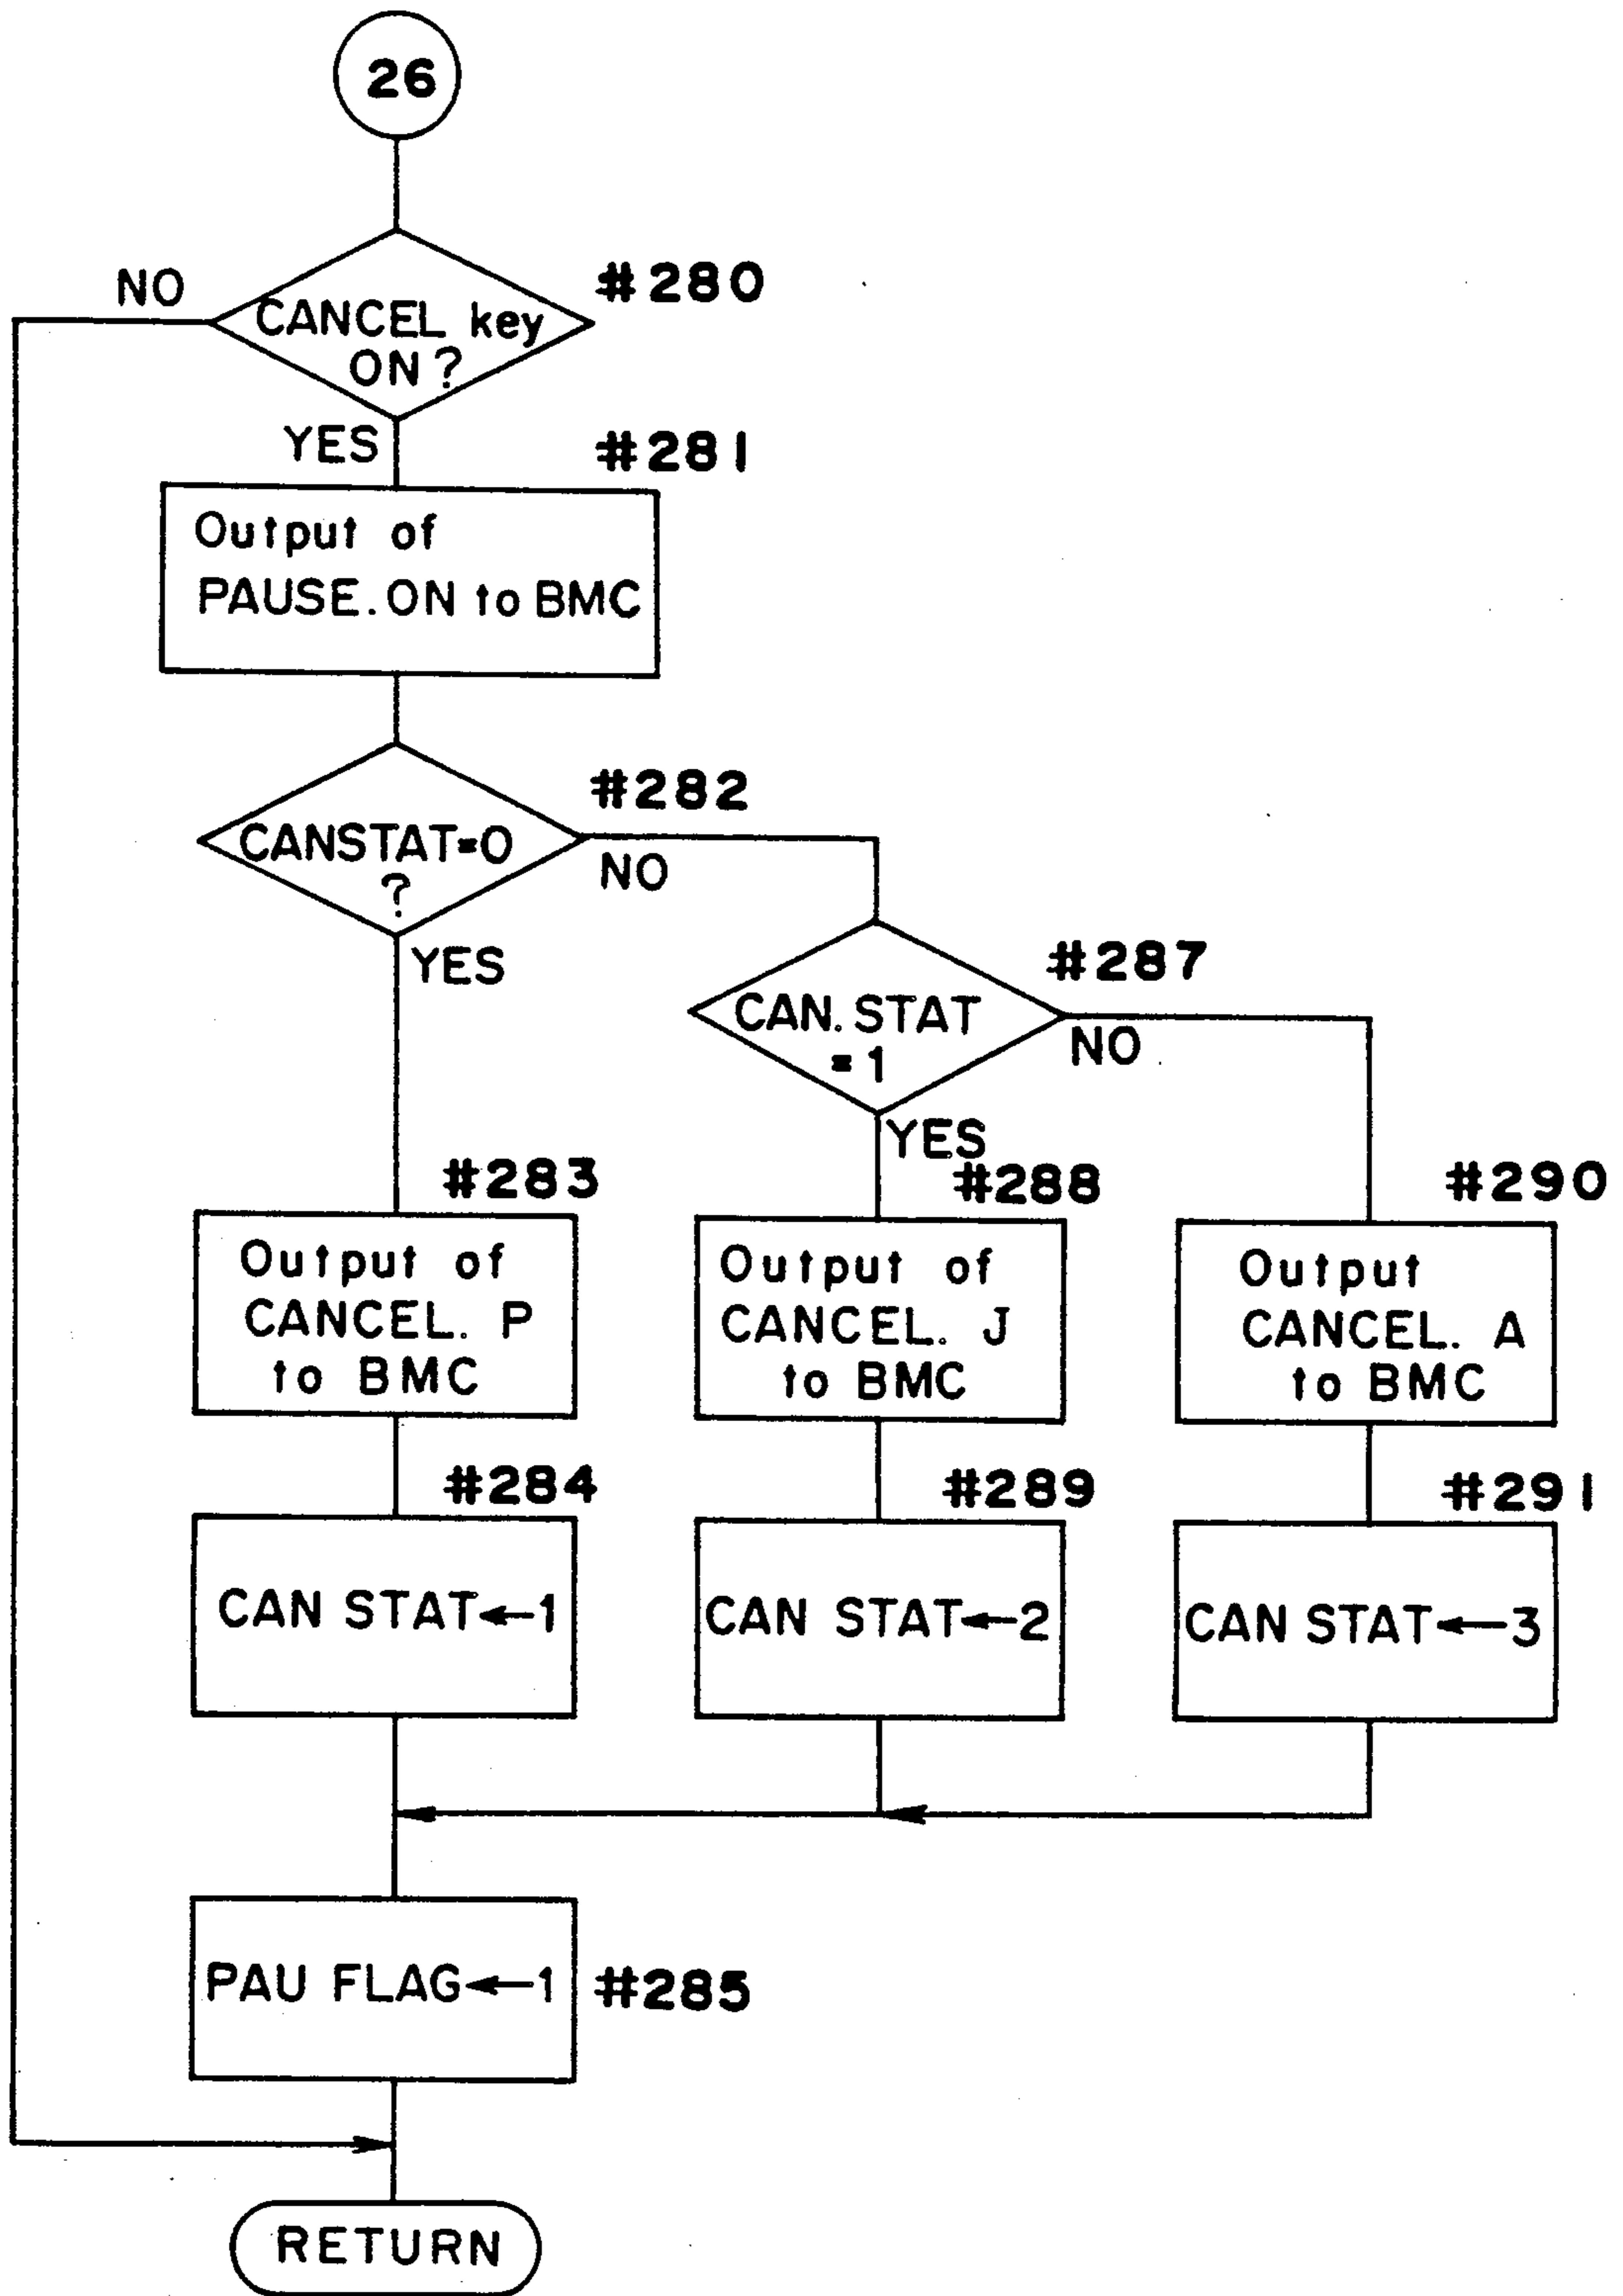 26
NO
#280
CANCEL key
ON?
YES
#281
Output of
PAUSE.ON to BMC
#282
CANSTAT=0
?
NO
YES
#287
CAN. STAT
=1
NO
YES
#283
#288
#290
Output of
CANCEL. P
to BMC
Output of
CANCEL. J
to BMC
Output
CANCEL. A
to BMC
#284
#289
#291
CAN STAT←1
CAN STAT←2
CAN STAT←3
PAU FLAG←1
#285
RETURN